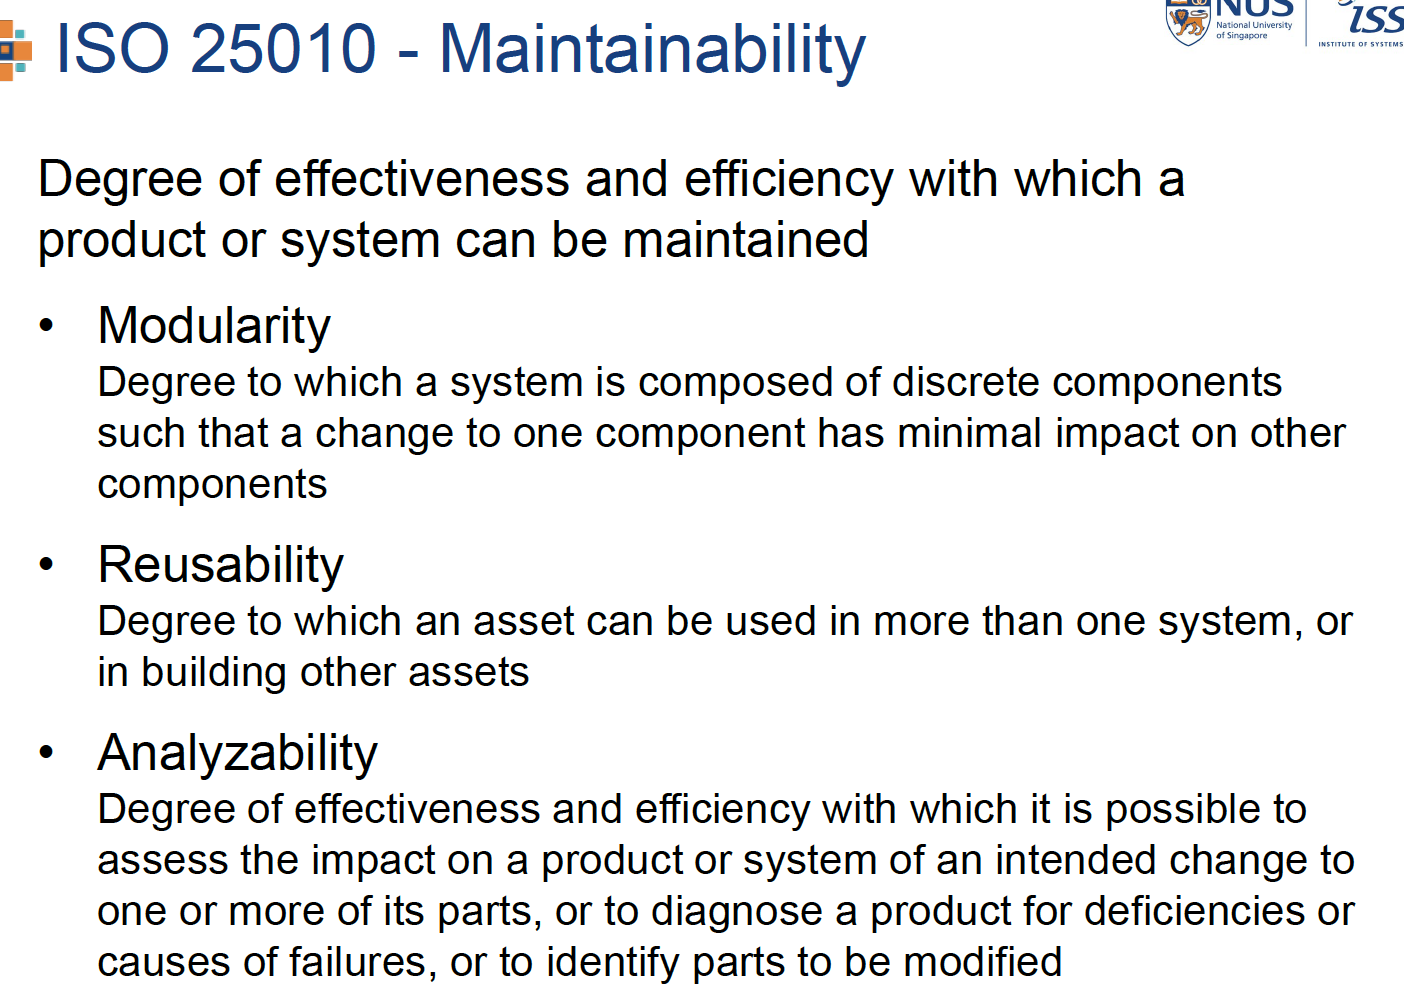 ISO 25010 - Maintainability
NUS
National University
of Singapore
iss
INSTITUTE OF SYSTEMS
Degree of effectiveness and efficiency with which a
product or system can be maintained
• Modularity
Degree to which a system is composed of discrete components
such that a change to one component has minimal impact on other
components
• Reusability
Degree to which an asset can be used in more than one system, or
in building other assets
• Analyzability
Degree of effectiveness and efficiency with which it is possible to
assess the impact on a product or system of an intended change to
one or more of its parts, or to diagnose a product for deficiencies or
causes of failures, or to identify parts to be modified